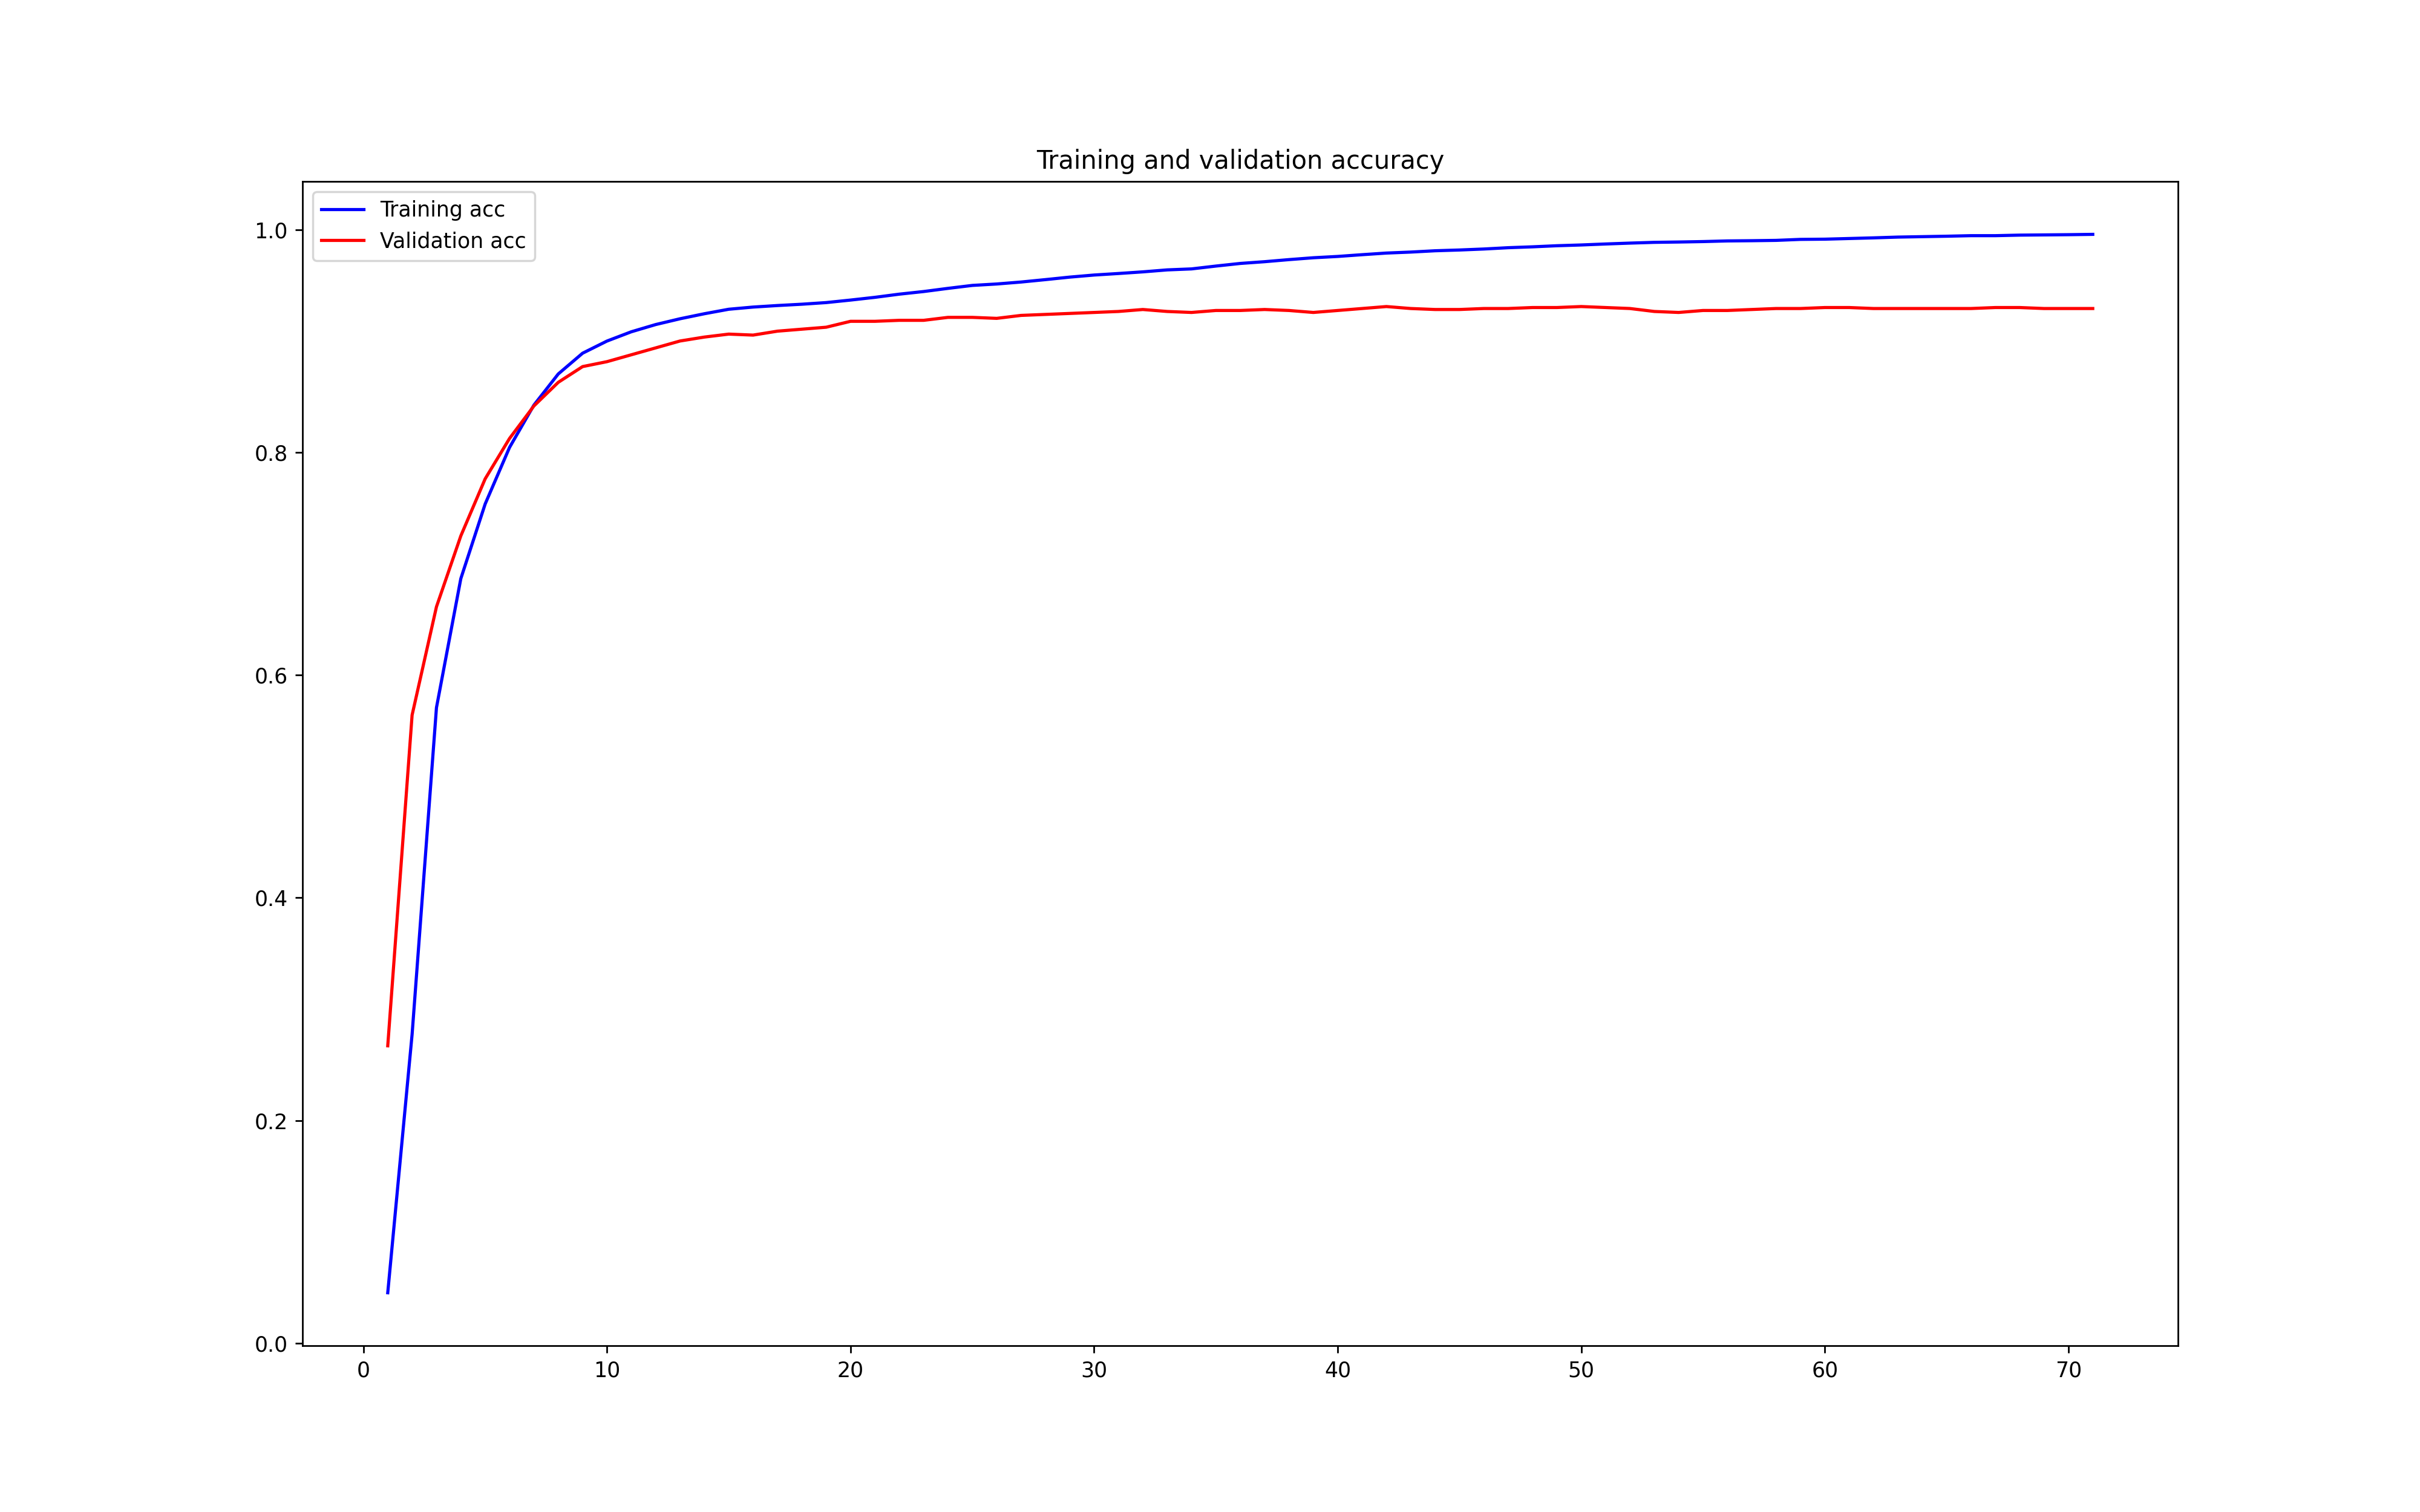 Training and validation accuracy
Training acc
Validation acc
1.0
0.8
0.6
0.4
0.2
0.0
0 10 20 30 40 50 60 70